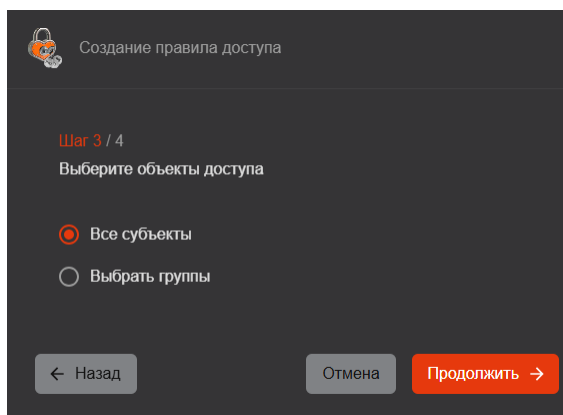 Создание правила доступа
Шаг 3 / 4
Выберите объекты доступа
Все субъекты
Выбрать группы
← Назад
Отмена
Продолжить →